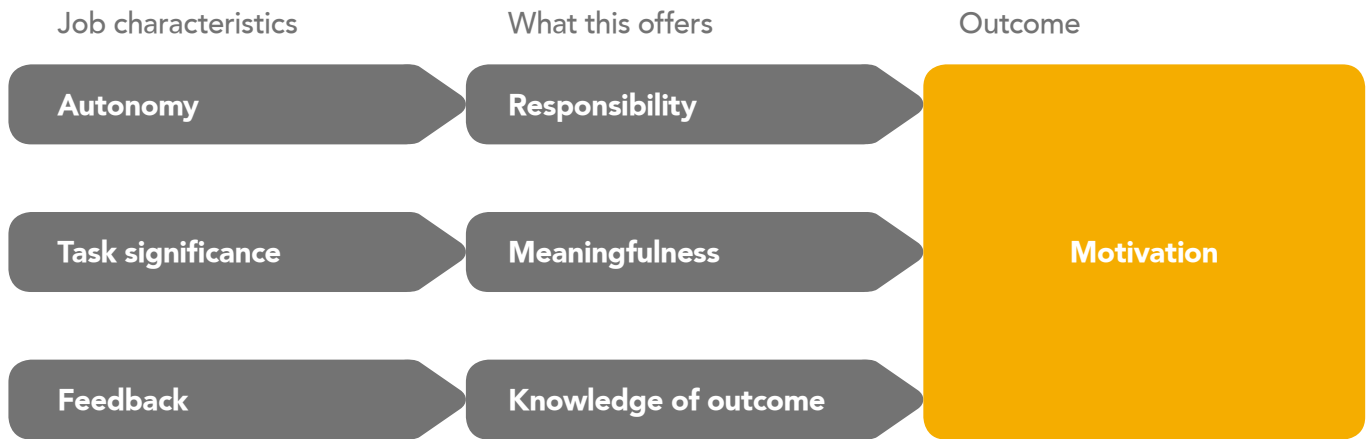 Job characteristics
What this offers
Outcome
Autonomy
Responsibility
Task significance
Meaningfulness
Motivation
Feedback
Knowledge of outcome